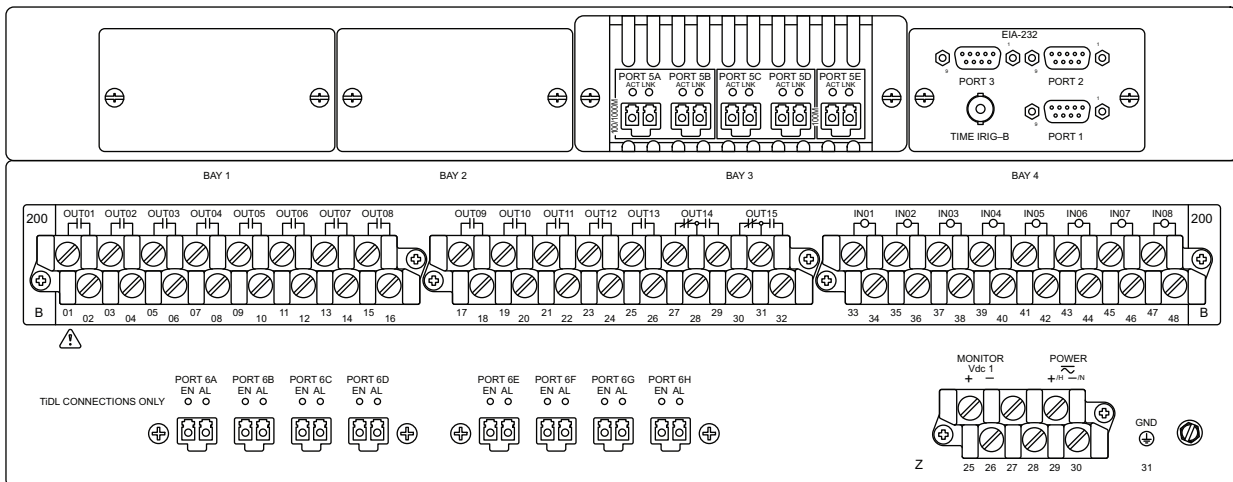 EIA-232
PORT 5A PORT 5B PORT 5C PORT 5D PORT 5E
ACT LNK ACT LNK ACT LNK ACT LNK ACT LNK
100/1000M
100M
1 1
9 9
PORT 3 PORT 2
1
9
TIME IRIG–B PORT 1
BAY 1 BAY 2 BAY 3 BAY 4
200 OUT01 OUT02 OUT03 OUT04 OUT05 OUT06 OUT07 OUT08 OUT09 OUT10 OUT11 OUT12 OUT13 OUT14 OUT15 IN01 IN02 IN03 IN04 IN05 IN06 IN07 IN08 200
B 01 02 03 04 05 06 07 08 09 10 11 12 13 14 15 16 17 18 19 20 21 22 23 24 25 26 27 28 29 30 31 32 33 34 35 36 37 38 39 40 41 42 43 44 45 46 47 48 B
PORT 6A PORT 6B PORT 6C PORT 6D PORT 6E PORT 6F PORT 6G PORT 6H
EN AL EN AL EN AL EN AL EN AL EN AL EN AL EN AL
TiDL CONNECTIONS ONLY
MONITOR POWER
Vdc 1
+ − +/H −/N
GND
Z 25 26 27 28 29 30 31